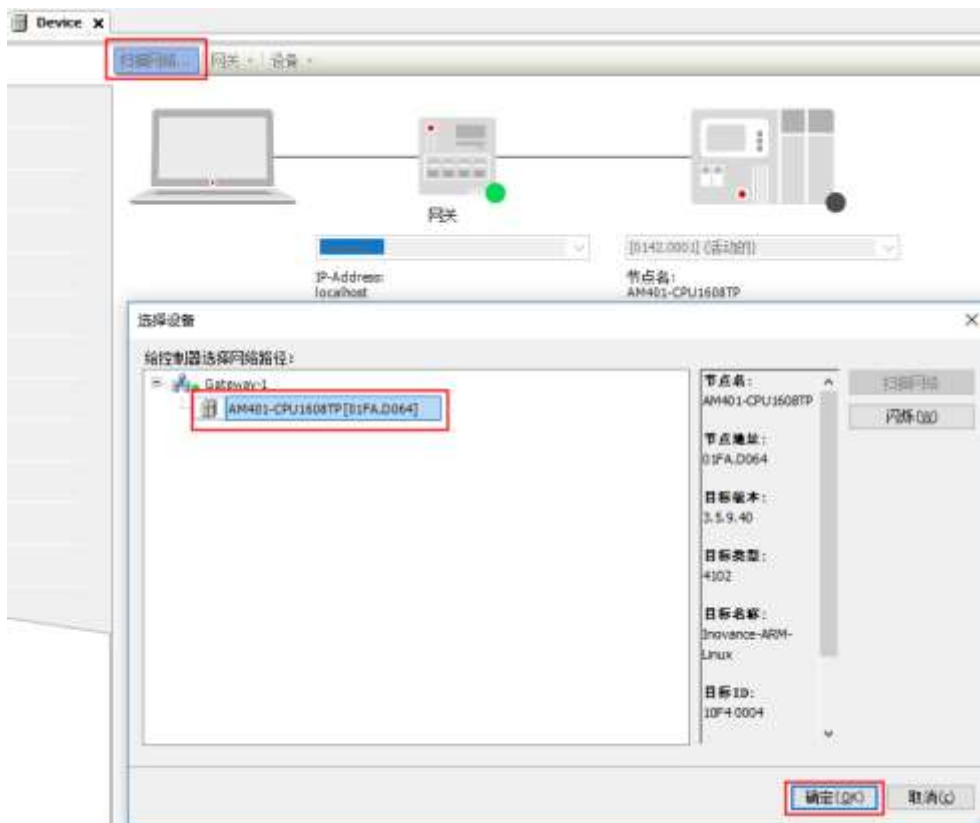 Device
扫描网络... 网关 设备
网关
[0142.0001] (活动的)
IP-Address:
localhost
节点名:
AM401-CPU1608TP
选择设备
给控制器选择网络路径:
Gateway-1
AM401-CPU1608TP [01FA.D064]
节点名:
AM401-CPU1608TP
节点地址:
01FA.D064
目标版本:
3.5.9.40
目标类型:
4102
目标名称:
Inovance-ARM-
Linux
目标ID:
10F4 0004
扫描网络
闪烁(W)
确定(OK) 取消(c)